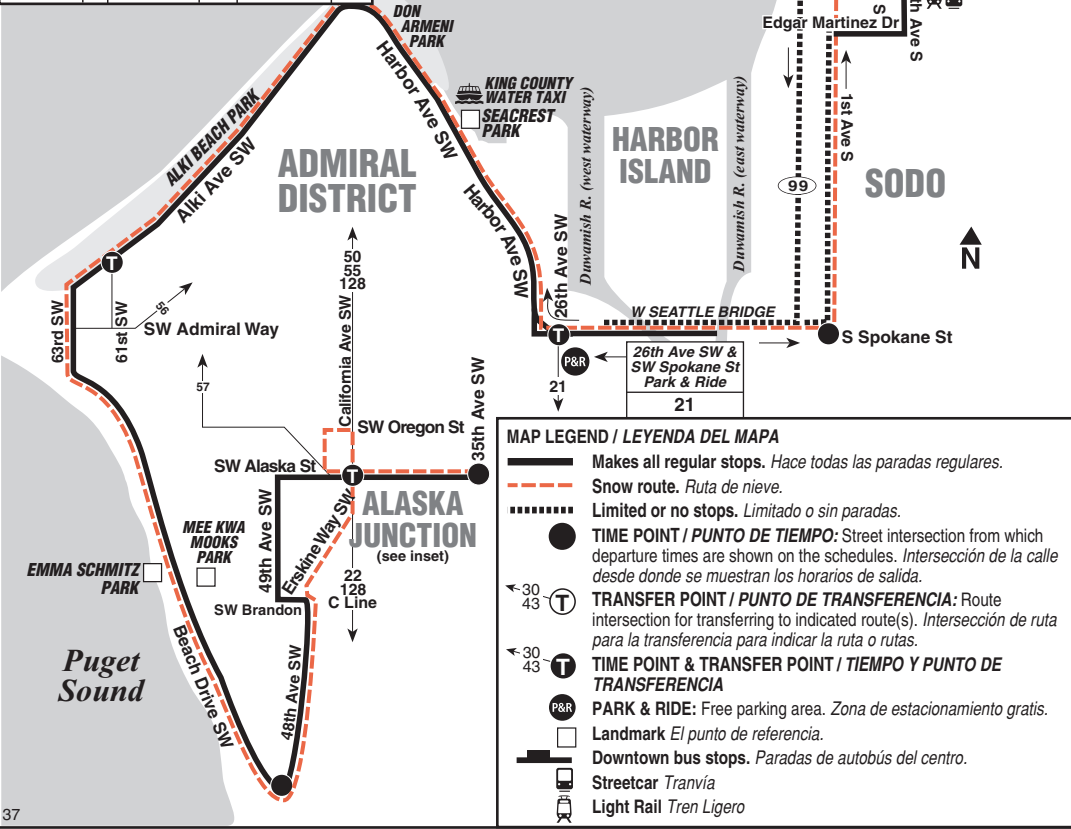 DON
ARMENI
PARK
Edgar Martinez Dr
S
th Ave S
Harbor Ave SW
KING COUNTY
WATER TAXI
SEACREST
PARK
ALKI BEACH PARK
Alki Ave SW
ADMIRAL
DISTRICT
Duwamish R. (west waterway)
HARBOR
ISLAND
Duwamish R. (east waterway)
99
1st Ave S
SODO
N
Harbor Ave SW
26th Ave SW
T
50
55
128
56
63rd SW
61st SW
SW Admiral Way
W SEATTLE BRIDGE
T
S Spokane St
P&R
26th Ave SW &
SW Spokane St
Park & Ride
21
21
57
California Ave SW
SW Oregon St
35th Ave SW
SW Alaska St
T
ALASKA
JUNCTION
(see inset)
49th Ave SW
Erskine Way SW
MEE KWA
MOOKS
PARK
EMMA SCHMITZ
PARK
SW Brandon
22
128
C Line
Puget
Sound
Beach Drive SW
48th Ave SW
37
MAP LEGEND / LEYENDA DEL MAPA
Makes all regular stops. Hace todas las paradas regulares.
Snow route. Ruta de nieve.
Limited or no stops. Limitado o sin paradas.
TIME POINT / PUNTO DE TIEMPO: Street intersection from which
departure times are shown on the schedules. Intersección de la calle
desde donde se muestran los horarios de salida.
30
43 T TRANSFER POINT / PUNTO DE TRANSFERENCIA: Route
intersection for transferring to indicated route(s). Intersección de ruta
para la transferencia para indicar la ruta o rutas.
30
43 T TIME POINT & TRANSFER POINT / TIEMPO Y PUNTO DE
TRANSFERENCIA
P&R PARK & RIDE: Free parking area. Zona de estacionamiento gratis.
Landmark El punto de referencia.
Downtown bus stops. Paradas de autobús del centro.
Streetcar Tranvía
Light Rail Tren Ligero